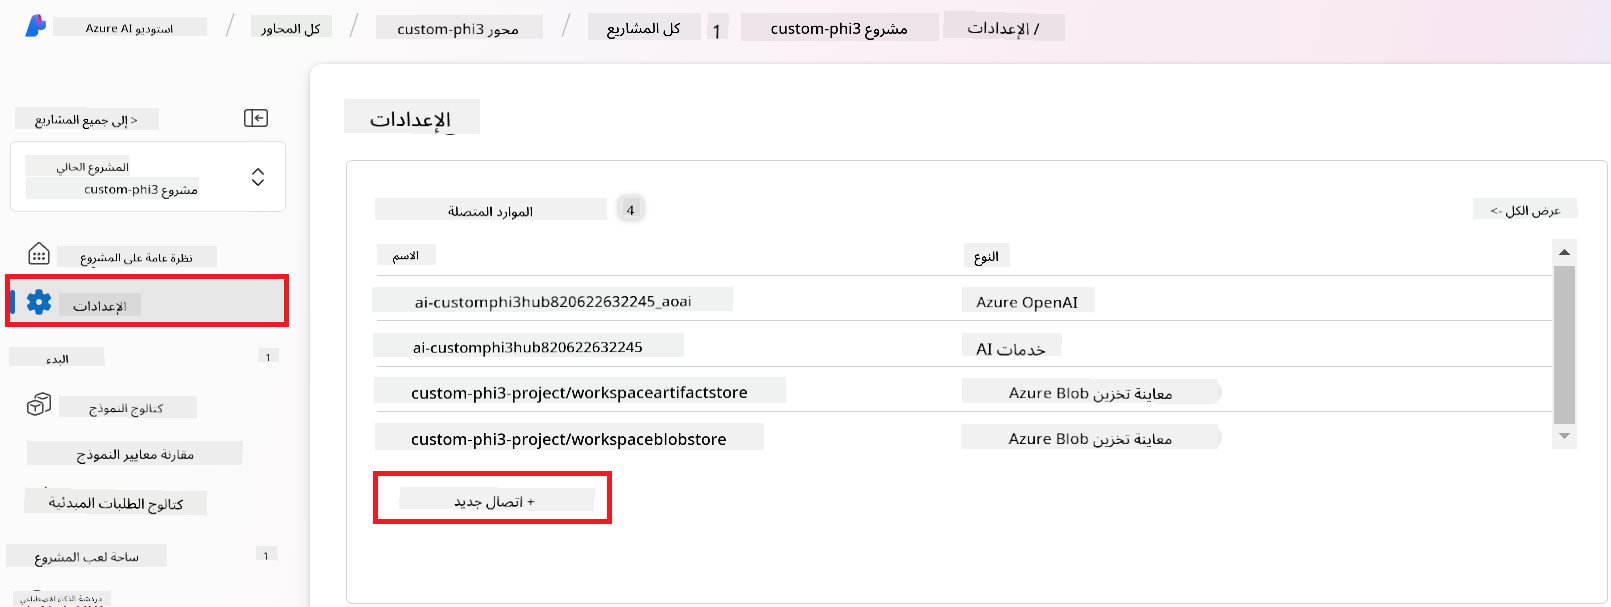 استوديو Azure AI / كل المحاور / محور custom-phi3 / كل المشاريع 1 مشروع custom-phi3 / الإعدادات
< إلى جميع المشاريع
المشروع الحالي
مشروع custom-phi3
نظرة عامة على المشروع
الإعدادات
البدء 1
كتالوج النموذج
مقارنة معايير النموذج
كتالوج الطلبات المبدئية
ساحة لعب المشروع 1
دردشة الذكاء الاصطناعي
الإعدادات
الموارد المتصلة 4
عرض الكل ->
الاسم النوع
ai-customphi3hub820622632245_aoai Azure OpenAI
ai-customphi3hub820622632245 خدمات AI
custom-phi3-project/workspaceartifactstore معاينة تخزين Azure Blob
custom-phi3-project/workspaceblobstore معاينة تخزين Azure Blob
+ اتصال جديد